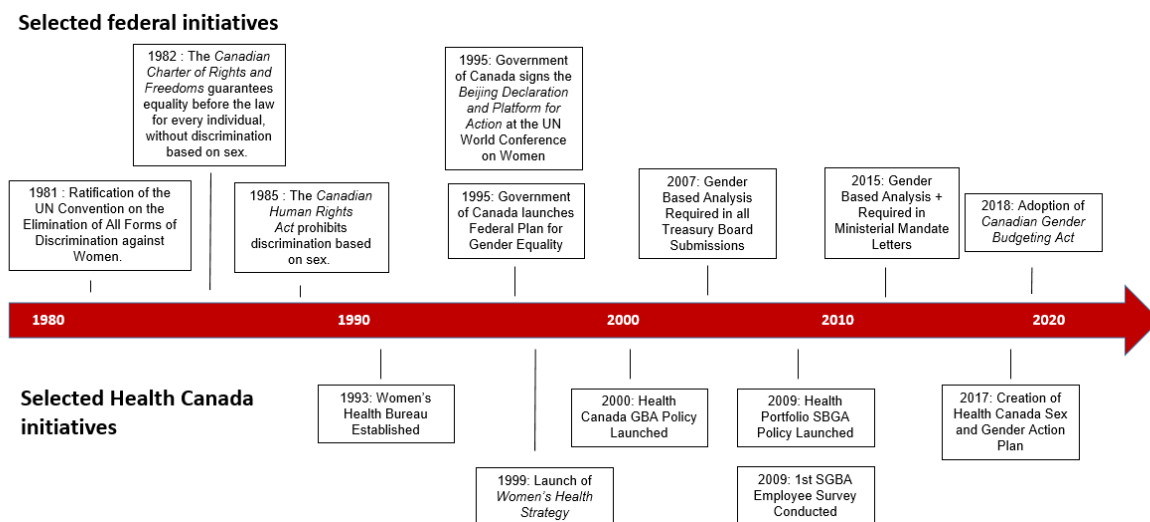 Selected federal initiatives
1982 : The Canadian
Charter of Rights and
Freedoms guarantees
equality before the law
for every individual,
without discrimination
based on sex.
1995: Government
of Canada signs the
Beijing Declaration
and Platform for
Action at the UN
World Conference
on Women
1981 : Ratification of the
UN Convention on the
Elimination of All Forms of
Discrimination against
Women.
1985 : The Canadian
Human Rights
Act prohibits
discrimination based
on sex.
1995: Government
of Canada launches
Federal Plan for
Gender Equality
2007: Gender
Based Analysis
Required in all
Treasury Board
Submissions
2015: Gender
Based Analysis +
Required in
Ministerial Mandate
Letters
2018: Adoption of
Canadian Gender
Budgeting Act
1980
1990
2000
2010
2020
Selected Health Canada
initiatives
1993: Women's
Health Bureau
Established
1999: Launch of
Women's Health
Strategy
2000: Health
Canada GBA Policy
Launched
2009: Health
Portfolio SBGA
Policy Launched
2009: 1st SGBA
Employee Survey
Conducted
2017: Creation of
Health Canada Sex
and Gender Action
Plan